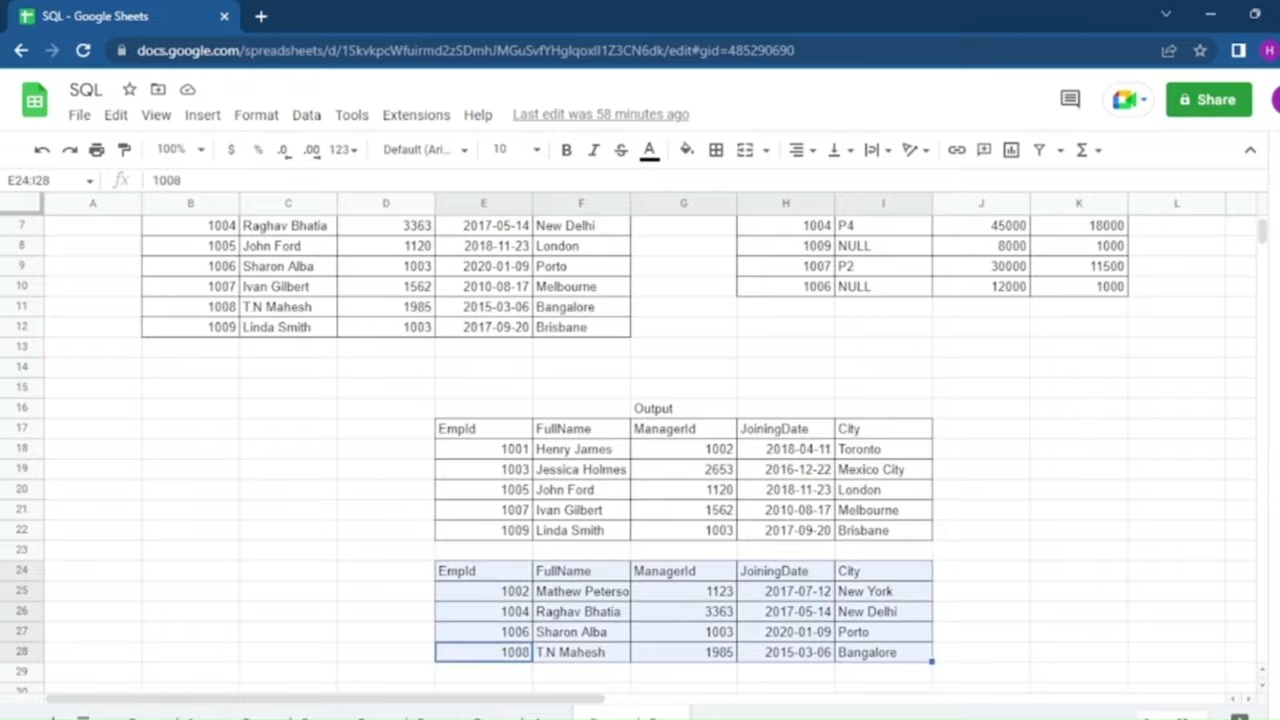 SQL - Google Sheets
docs.google.com/spreadsheets/d/1SkvkpcWfuirmd2zSDmhJMGuSvfYHglqoxIl1Z3CN6dk/edit#gid=485290690
H
SQL
File Edit View Insert Format Data Tools Extensions Help Last edit was 58 minutes ago
Share
100% $ % .0 .00 123 Default (Ari... 10 B I S A
E24:I28 fx 1008
A B C D E F G H I J K L
7 1004 Raghav Bhatia 3363 2017-05-14 New Delhi 1004 P4 45000 18000
8 1005 John Ford 1120 2018-11-23 London 1009 NULL 8000 1000
9 1006 Sharon Alba 1003 2020-01-09 Porto 1007 P2 30000 11500
10 1007 Ivan Gilbert 1562 2010-08-17 Melbourne 1006 NULL 12000 1000
11 1008 T.N Mahesh 1985 2015-03-06 Bangalore
12 1009 Linda Smith 1003 2017-09-20 Brisbane
13
14
15
16 Output
17 EmpId FullName ManagerId JoiningDate City
18 1001 Henry James 1002 2018-04-11 Toronto
19 1003 Jessica Holmes 2653 2016-12-22 Mexico City
20 1005 John Ford 1120 2018-11-23 London
21 1007 Ivan Gilbert 1562 2010-08-17 Melbourne
22 1009 Linda Smith 1003 2017-09-20 Brisbane
23
24 EmpId FullName ManagerId JoiningDate City
25 1002 Mathew Peterso 1123 2017-07-12 New York
26 1004 Raghav Bhatia 3363 2017-05-14 New Delhi
27 1006 Sharon Alba 1003 2020-01-09 Porto
28 1008 T.N Mahesh 1985 2015-03-06 Bangalore
29